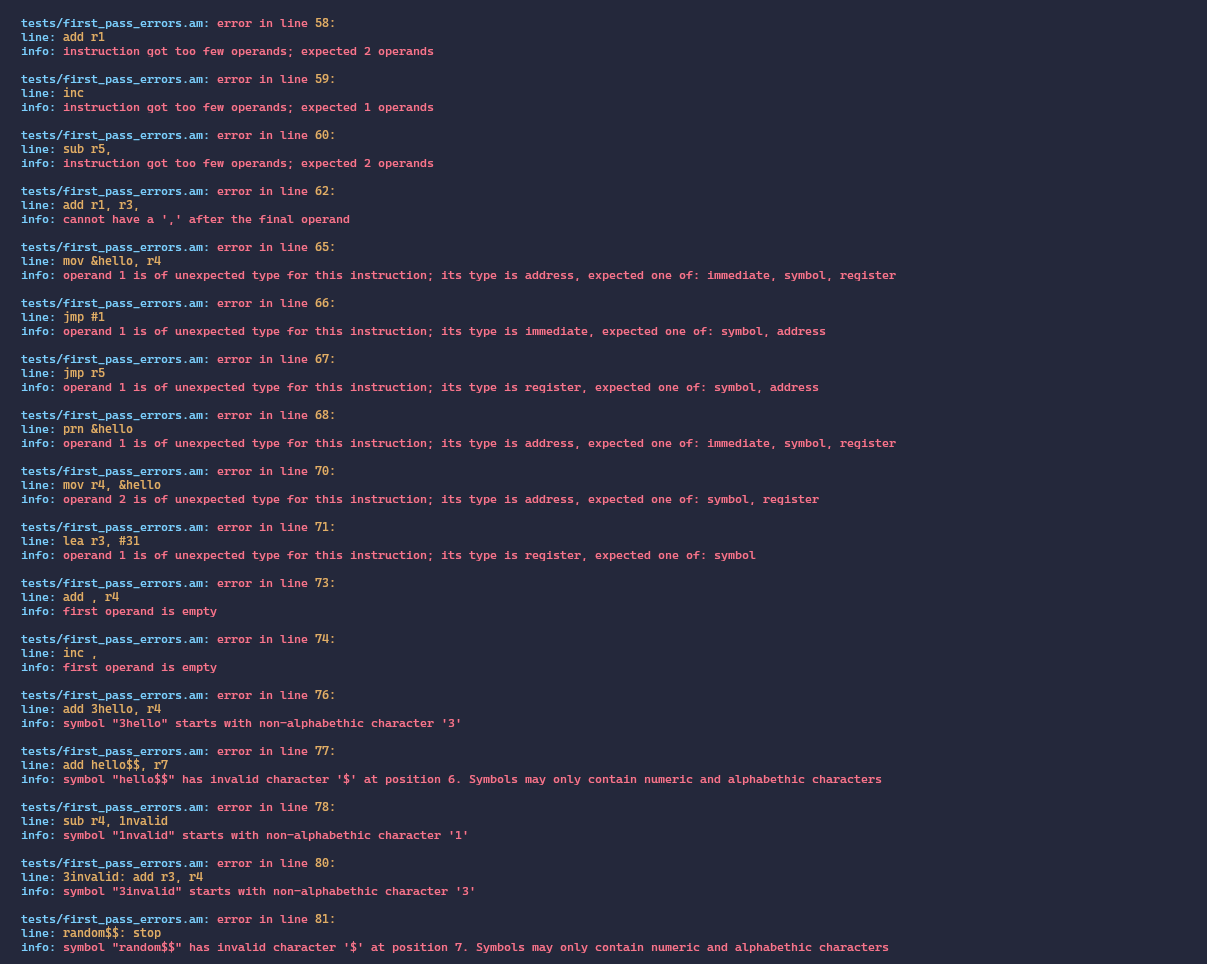 tests/first_pass_errors.am: error in line 58:
line: add r1
info: instruction got too few operands; expected 2 operands
tests/first_pass_errors.am: error in line 59:
line: inc
info: instruction got too few operands; expected 1 operands
tests/first_pass_errors.am: error in line 60:
line: sub r5,
info: instruction got too few operands; expected 2 operands
tests/first_pass_errors.am: error in line 62:
line: add r1, r3,
info: cannot have a ',' after the final operand
tests/first_pass_errors.am: error in line 65:
line: mov &hello, r4
info: operand 1 is of unexpected type for this instruction; its type is address, expected one of: immediate, symbol, register
tests/first_pass_errors.am: error in line 66:
line: jmp #1
info: operand 1 is of unexpected type for this instruction; its type is immediate, expected one of: symbol, address
tests/first_pass_errors.am: error in line 67:
line: jmp r5
info: operand 1 is of unexpected type for this instruction; its type is register, expected one of: symbol, address
tests/first_pass_errors.am: error in line 68:
line: prn &hello
info: operand 1 is of unexpected type for this instruction; its type is address, expected one of: immediate, symbol, register
tests/first_pass_errors.am: error in line 70:
line: mov r4, &hello
info: operand 2 is of unexpected type for this instruction; its type is address, expected one of: symbol, register
tests/first_pass_errors.am: error in line 71:
line: lea r3, #31
info: operand 1 is of unexpected type for this instruction; its type is register, expected one of: symbol
tests/first_pass_errors.am: error in line 73:
line: add , r4
info: first operand is empty
tests/first_pass_errors.am: error in line 74:
line: inc ,
info: first operand is empty
tests/first_pass_errors.am: error in line 76:
line: add 3hello, r4
info: symbol "3hello" starts with non-alphabethic character '3'
tests/first_pass_errors.am: error in line 77:
line: add hello$$, r7
info: symbol "hello$$" has invalid character '$' at position 6. Symbols may only contain numeric and alphabethic characters
tests/first_pass_errors.am: error in line 78:
line: sub r4, 1nvalid
info: symbol "1nvalid" starts with non-alphabethic character '1'
tests/first_pass_errors.am: error in line 80:
line: 3invalid: add r3, r4
info: symbol "3invalid" starts with non-alphabethic character '3'
tests/first_pass_errors.am: error in line 81:
line: random$$: stop
info: symbol "random$$" has invalid character '$' at position 7. Symbols may only contain numeric and alphabethic characters